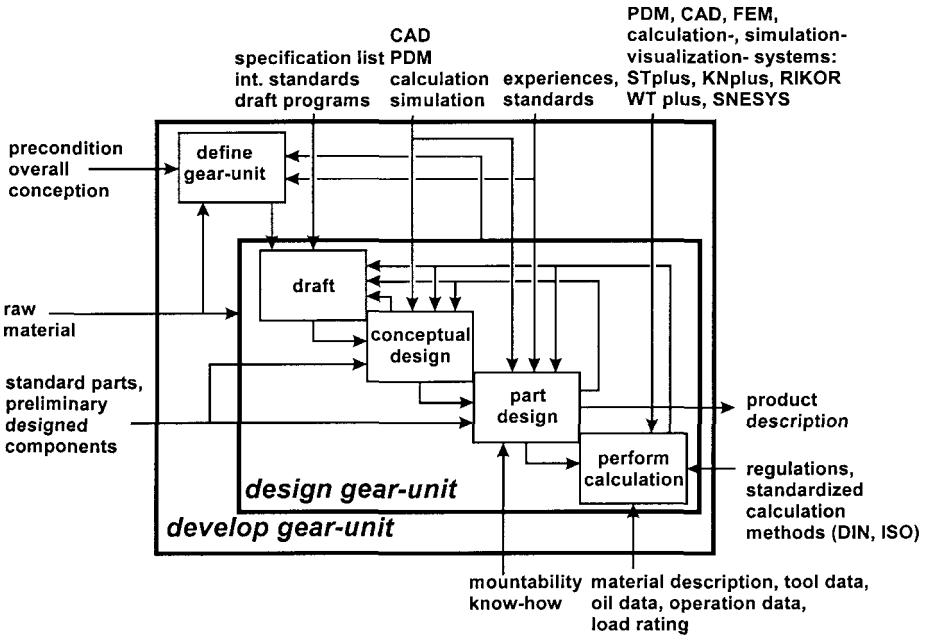 PDM, CAD, FEM,
calculation-, simulation-
visualization- systems:
STplus, KNplus, RIKOR
WT plus, SNESYS
CAD
PDM
calculation
simulation
specification list
int. standards
draft programs
experiences,
standards
precondition
overall
conception
define
gear-unit
draft
raw
material
conceptual
design
standard parts,
preliminary
designed
components
part
design
product
description
perform
calculation
regulations,
standardized
calculation
methods (DIN, ISO)
design gear-unit
develop gear-unit
mountability
know-how
material description, tool data,
oil data, operation data,
load rating